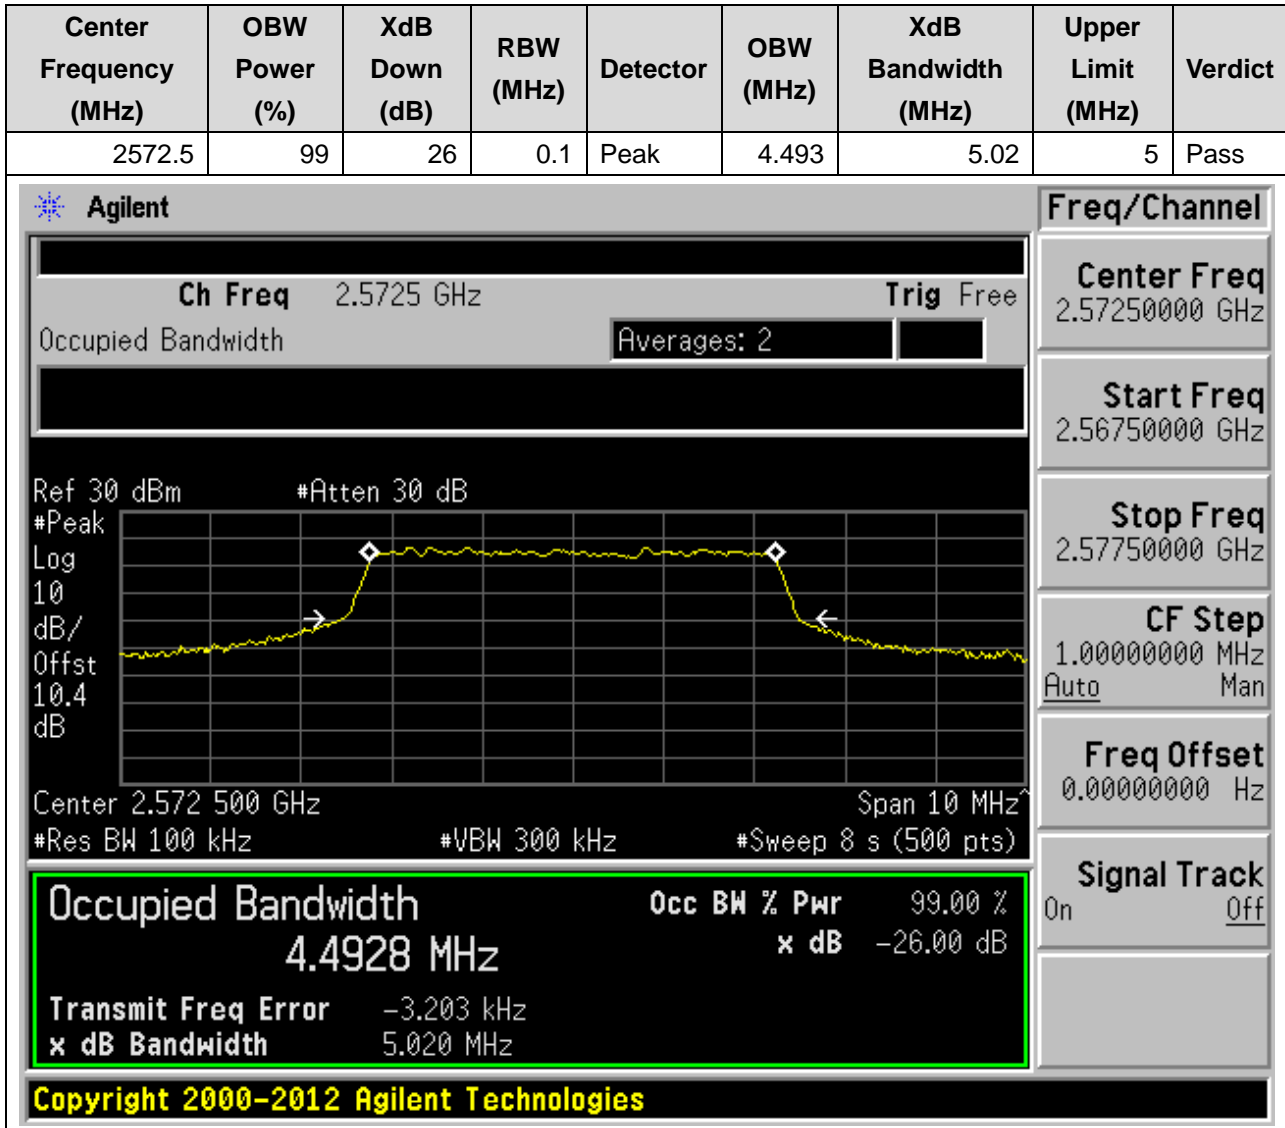 Center Frequency (MHz) OBW Power (%) XdB Down (dB) RBW (MHz) Detector OBW (MHz) XdB Bandwidth (MHz) Upper Limit (MHz) Verdict
2572.5 99 26 0.1 Peak 4.493 5.02 5 Pass
Agilent
Freq/Channel
Ch Freq 2.5725 GHz Trig Free
Occupied Bandwidth Averages: 2
Ref 30 dBm #Atten 30 dB
#Peak
Log
10
dB/
Offst
10.4
dB
Center 2.572 500 GHz Span 10 MHz^
#Res BW 100 kHz #VBW 300 kHz #Sweep 8 s (500 pts)
Occupied Bandwidth
4.4928 MHz
Occ BW % Pwr 99.00 %
x dB -26.00 dB
Transmit Freq Error -3.203 kHz
x dB Bandwidth 5.020 MHz
Center Freq
2.57250000 GHz
Start Freq
2.56750000 GHz
Stop Freq
2.57750000 GHz
CF Step
1.00000000 MHz
Auto Man
Freq Offset
0.00000000 Hz
Signal Track
On Off
Copyright 2000-2012 Agilent Technologies